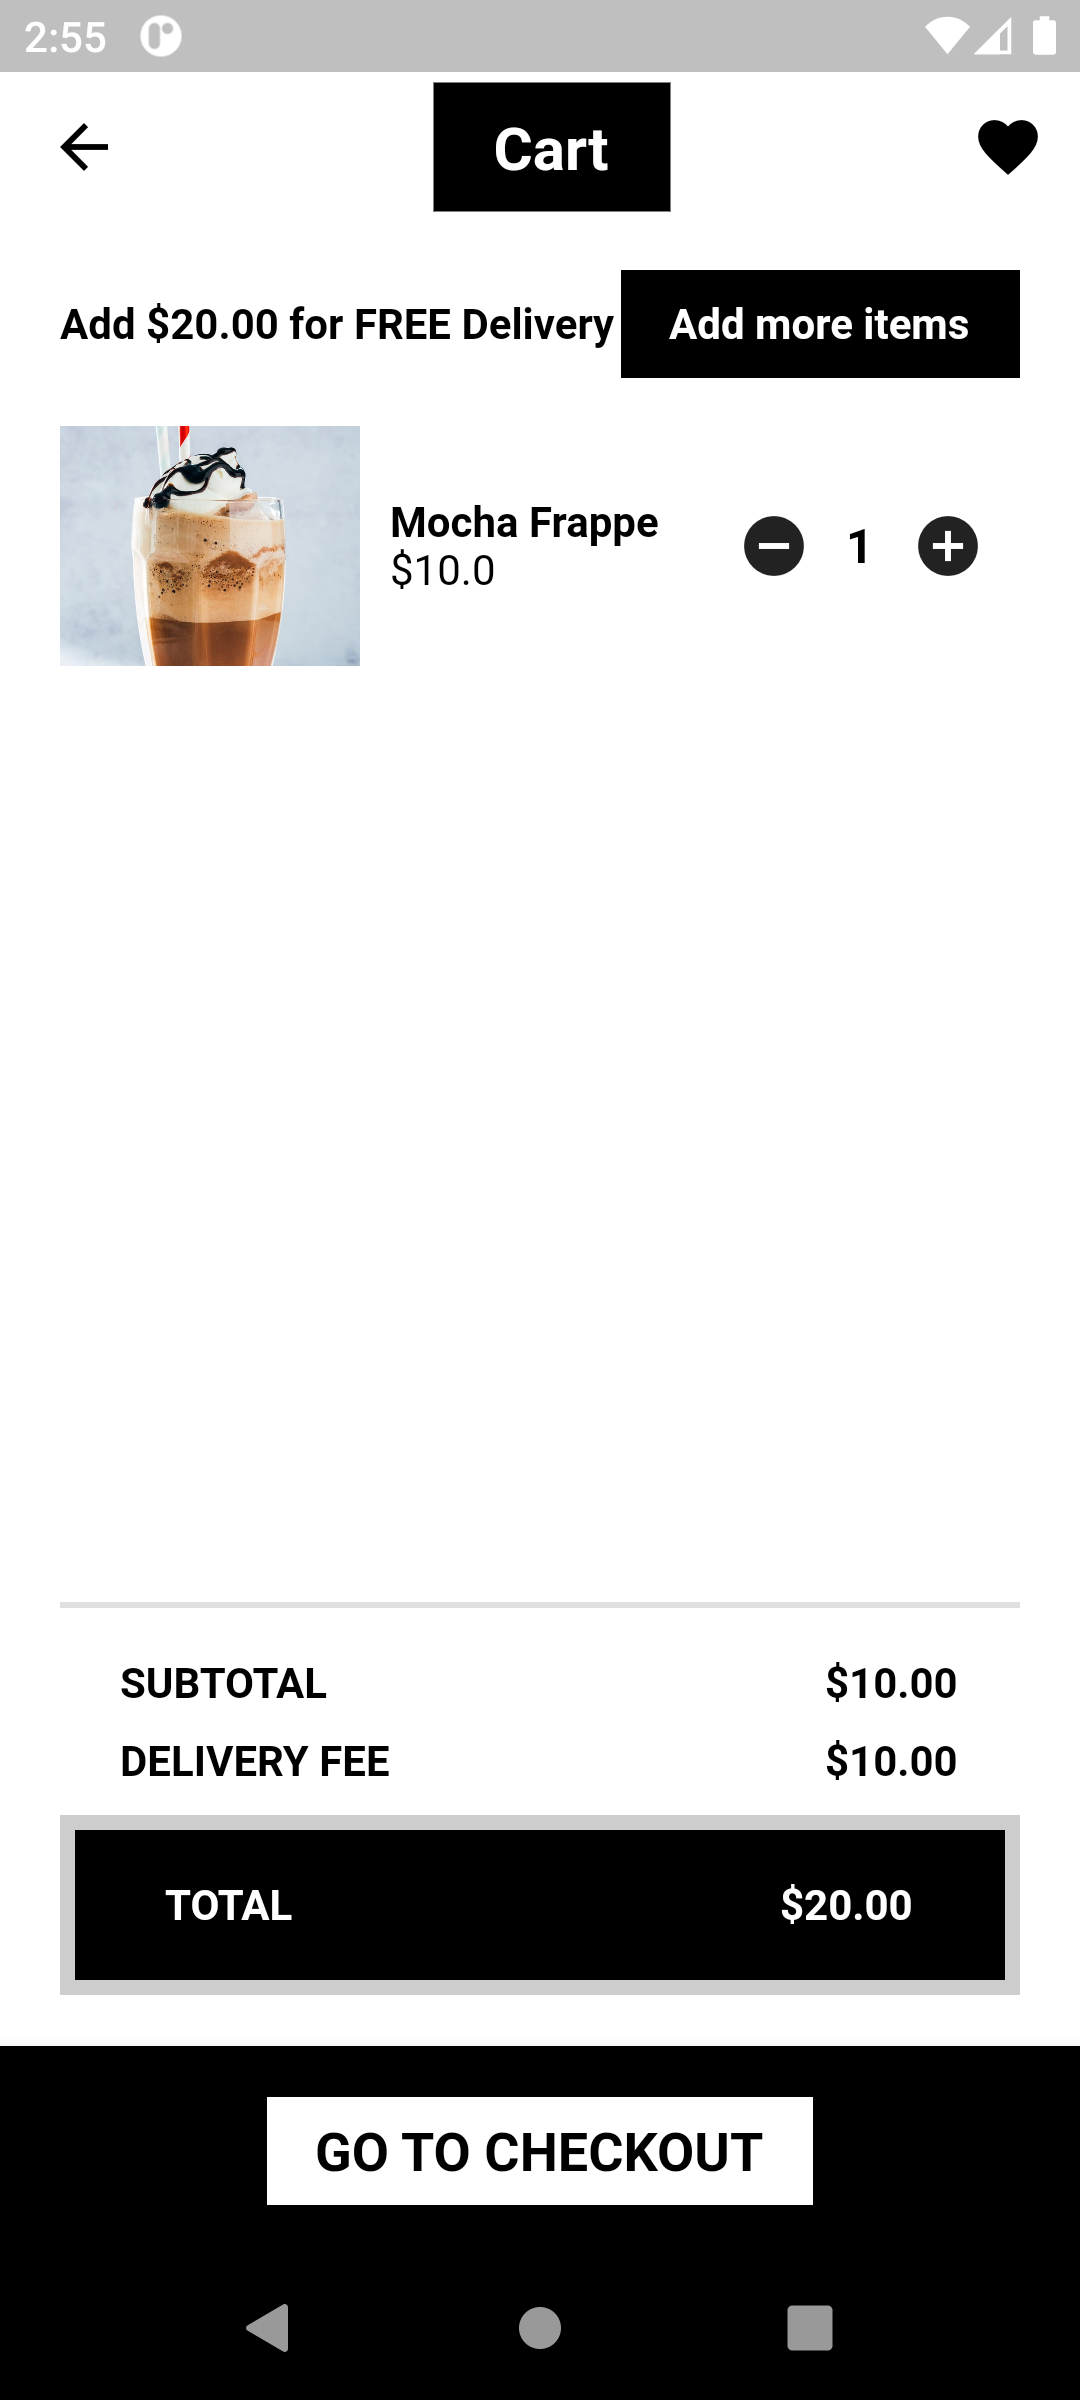 2:55
Cart
Add $20.00 for FREE Delivery
Add more items
Mocha Frappe
$10.0
1
SUBTOTAL $10.00
DELIVERY FEE $10.00
TOTAL $20.00
GO TO CHECKOUT